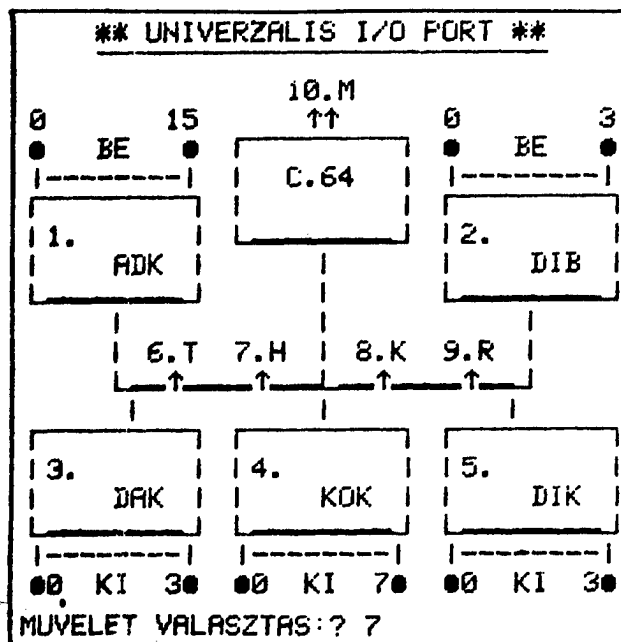 ** UNIVERZALIS I/O PORT **
i0.M
0 15 ↑↑ 0 3
BE BE
C.64
1. 2.
ADK DIB
6.T 7.H 8.K 9.R
3. 4. 5.
DAK KOK DIK
0 KI 3 0 KI 7 0 KI 3
MUVELET VALASZTAS:? 7